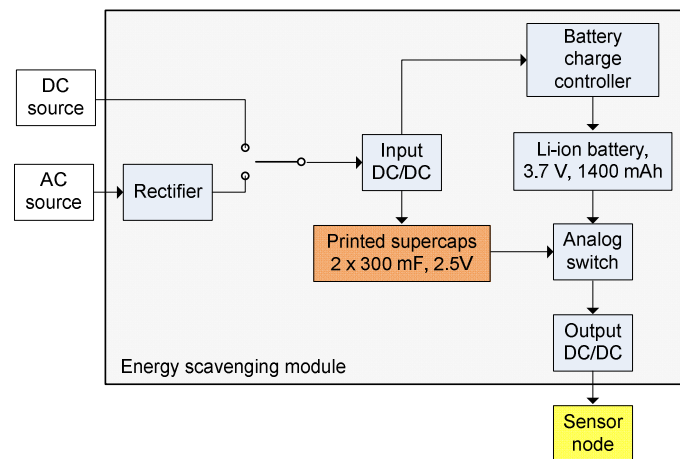 DC
source
AC
source
Rectifier
Input
DC/DC
Battery
charge
controller
Li-ion battery,
3.7 V, 1400 mAh
Printed supercaps
2 x 300 mF, 2.5V
Analog
switch
Output
DC/DC
Energy scavenging module
Sensor
node